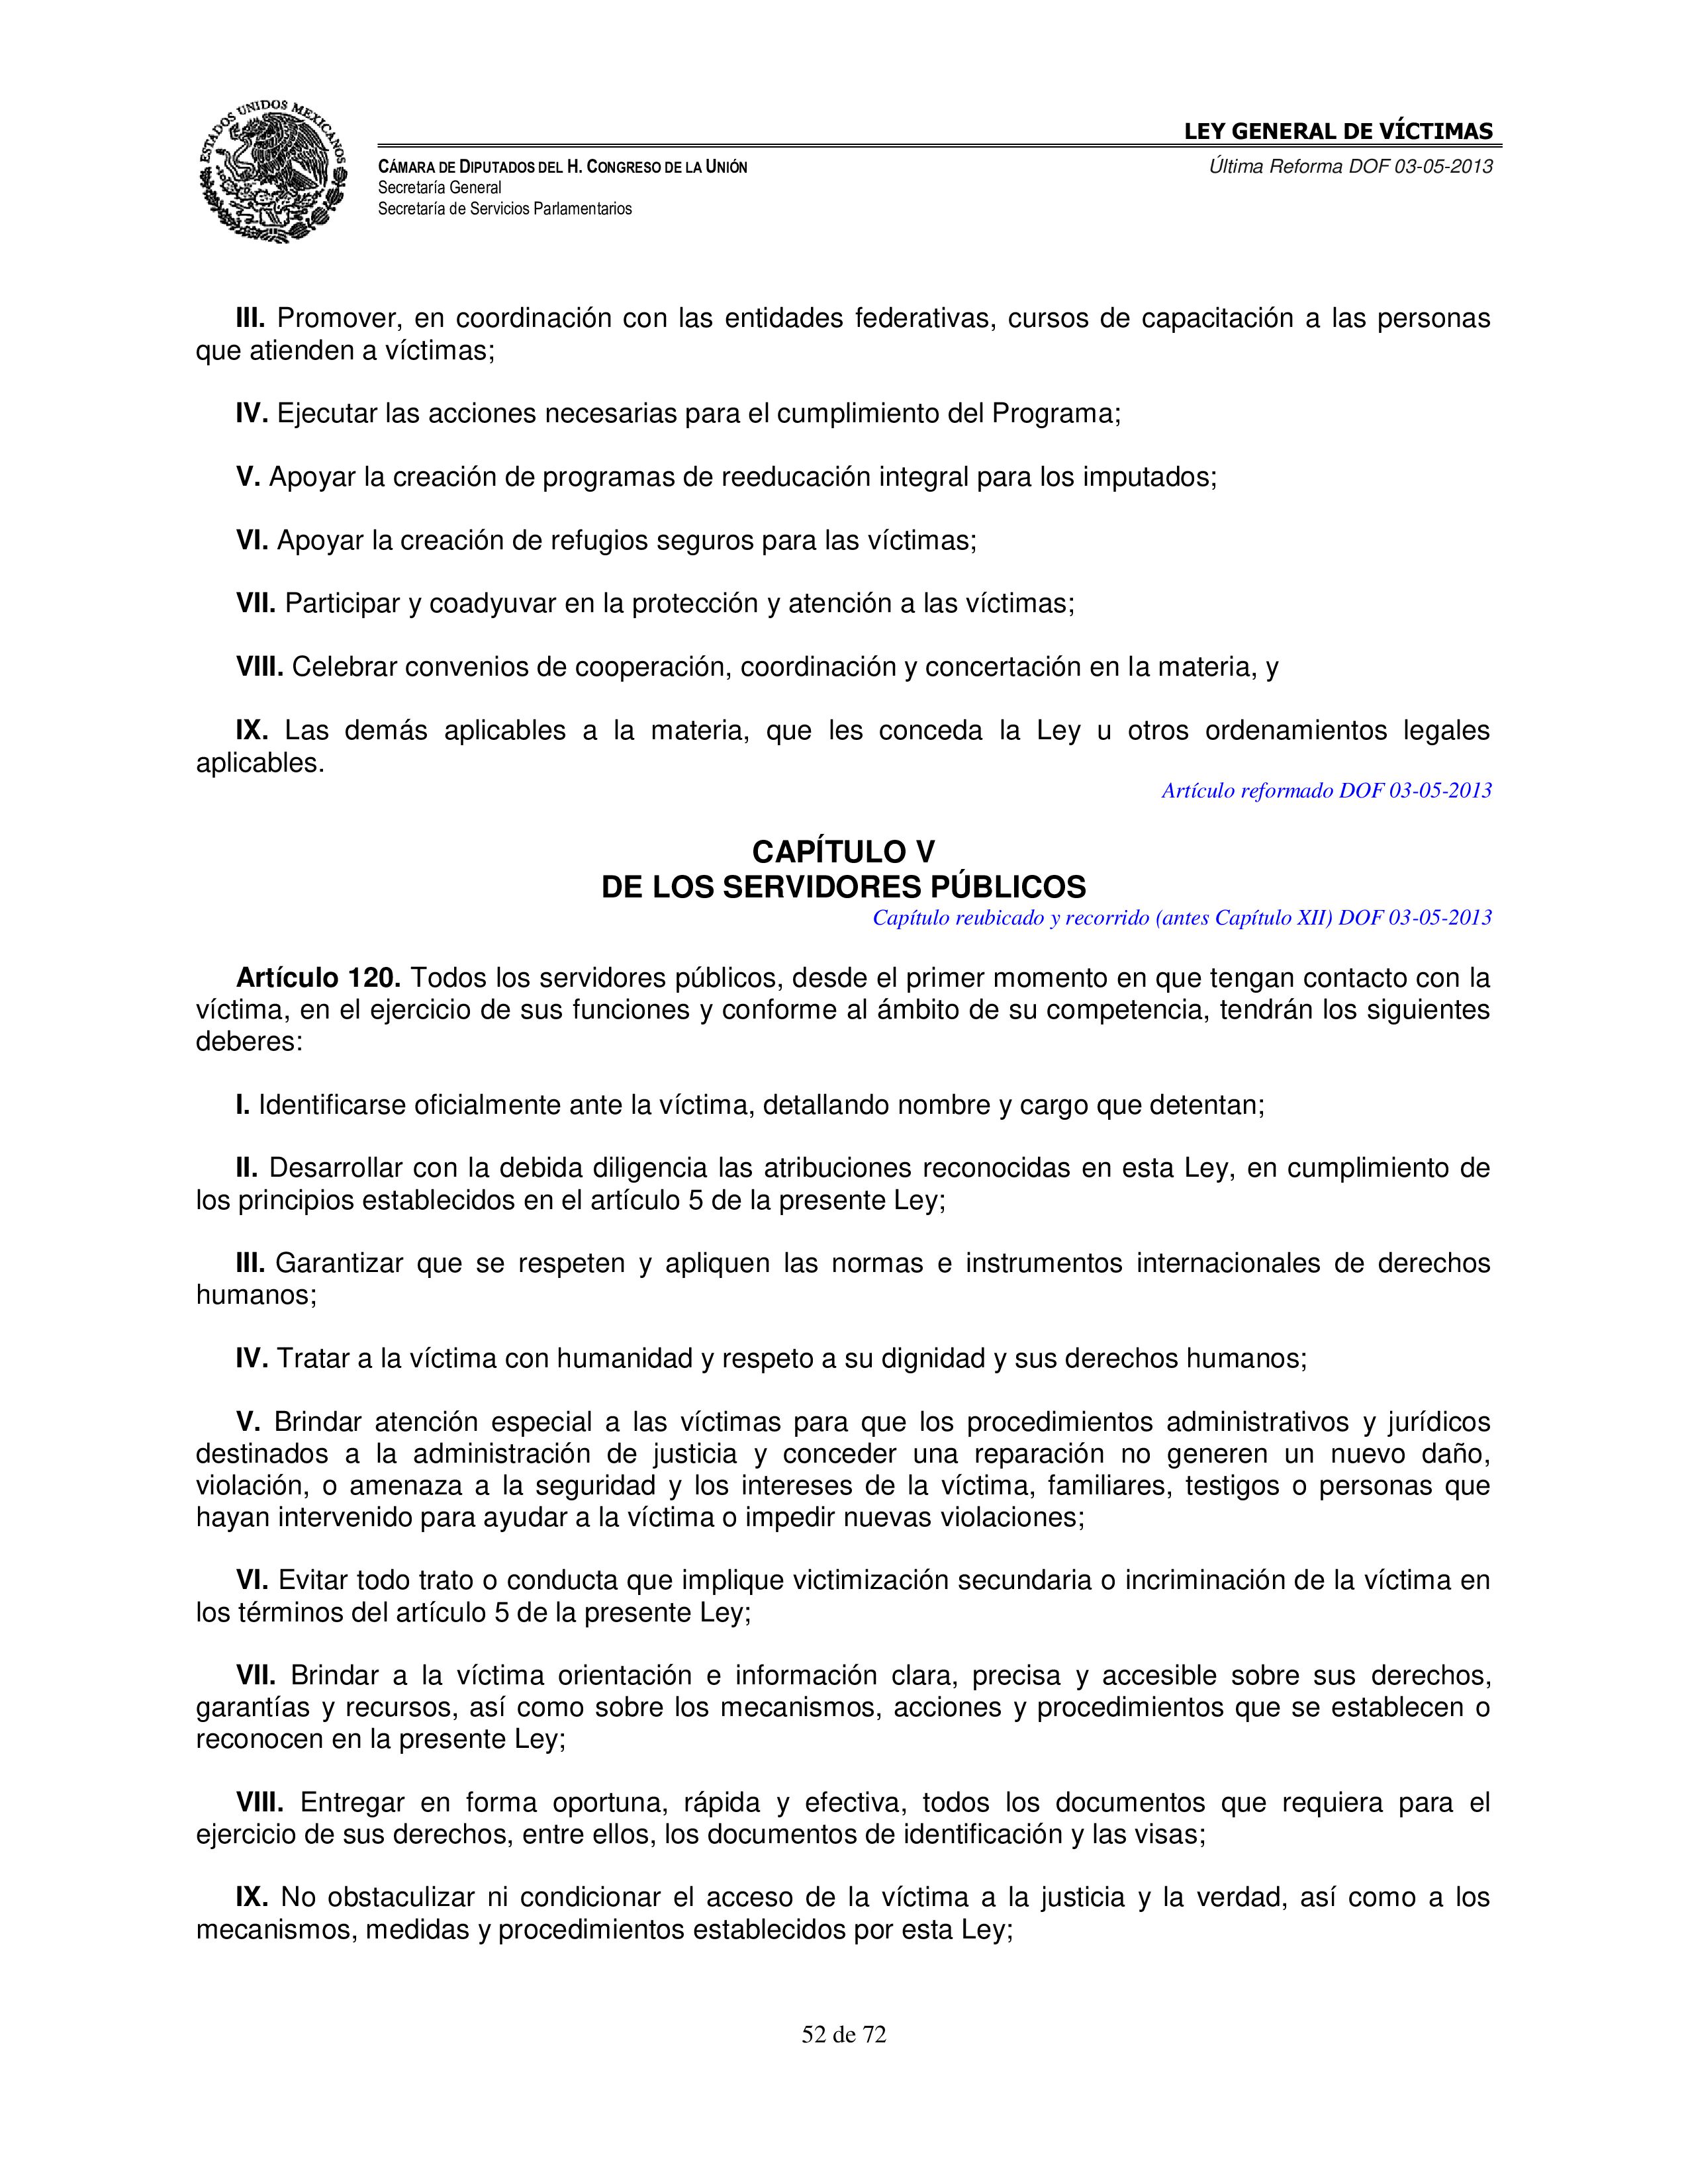 ESTADOS UNIDOS MEXICANOS
LEY GENERAL DE VÍCTIMAS
CÁMARA DE DIPUTADOS DEL H. CONGRESO DE LA UNIÓN
Última Reforma DOF 03-05-2013
Secretaría General
Secretaría de Servicios Parlamentarios
III. Promover, en coordinación con las entidades federativas, cursos de capacitación a las personas
que atienden a víctimas;
IV. Ejecutar las acciones necesarias para el cumplimiento del Programa;
V. Apoyar la creación de programas de reeducación integral para los imputados;
VI. Apoyar la creación de refugios seguros para las víctimas;
VII. Participar y coadyuvar en la protección y atención a las víctimas;
VIII. Celebrar convenios de cooperación, coordinación y concertación en la materia, y
IX. Las demás aplicables a la materia, que les conceda la Ley u otros ordenamientos legales
aplicables.
Artículo reformado DOF 03-05-2013
CAPÍTULO V
DE LOS SERVIDORES PÚBLICOS
Capítulo reubicado y recorrido (antes Capítulo XII) DOF 03-05-2013
Artículo 120. Todos los servidores públicos, desde el primer momento en que tengan contacto con la
víctima, en el ejercicio de sus funciones y conforme al ámbito de su competencia, tendrán los siguientes
deberes:
I. Identificarse oficialmente ante la víctima, detallando nombre y cargo que detentan;
II. Desarrollar con la debida diligencia las atribuciones reconocidas en esta Ley, en cumplimiento de
los principios establecidos en el artículo 5 de la presente Ley;
III. Garantizar que se respeten y apliquen las normas e instrumentos internacionales de derechos
humanos;
IV. Tratar a la víctima con humanidad y respeto a su dignidad y sus derechos humanos;
V. Brindar atención especial a las víctimas para que los procedimientos administrativos y jurídicos
destinados a la administración de justicia y conceder una reparación no generen un nuevo daño,
violación, o amenaza a la seguridad y los intereses de la víctima, familiares, testigos o personas que
hayan intervenido para ayudar a la víctima o impedir nuevas violaciones;
VI. Evitar todo trato o conducta que implique victimización secundaria o incriminación de la víctima en
los términos del artículo 5 de la presente Ley;
VII. Brindar a la víctima orientación e información clara, precisa y accesible sobre sus derechos,
garantías y recursos, así como sobre los mecanismos, acciones y procedimientos que se establecen o
reconocen en la presente Ley;
VIII. Entregar en forma oportuna, rápida y efectiva, todos los documentos que requiera para el
ejercicio de sus derechos, entre ellos, los documentos de identificación y las visas;
IX. No obstaculizar ni condicionar el acceso de la víctima a la justicia y la verdad, así como a los
mecanismos, medidas y procedimientos establecidos por esta Ley;
52 de 72